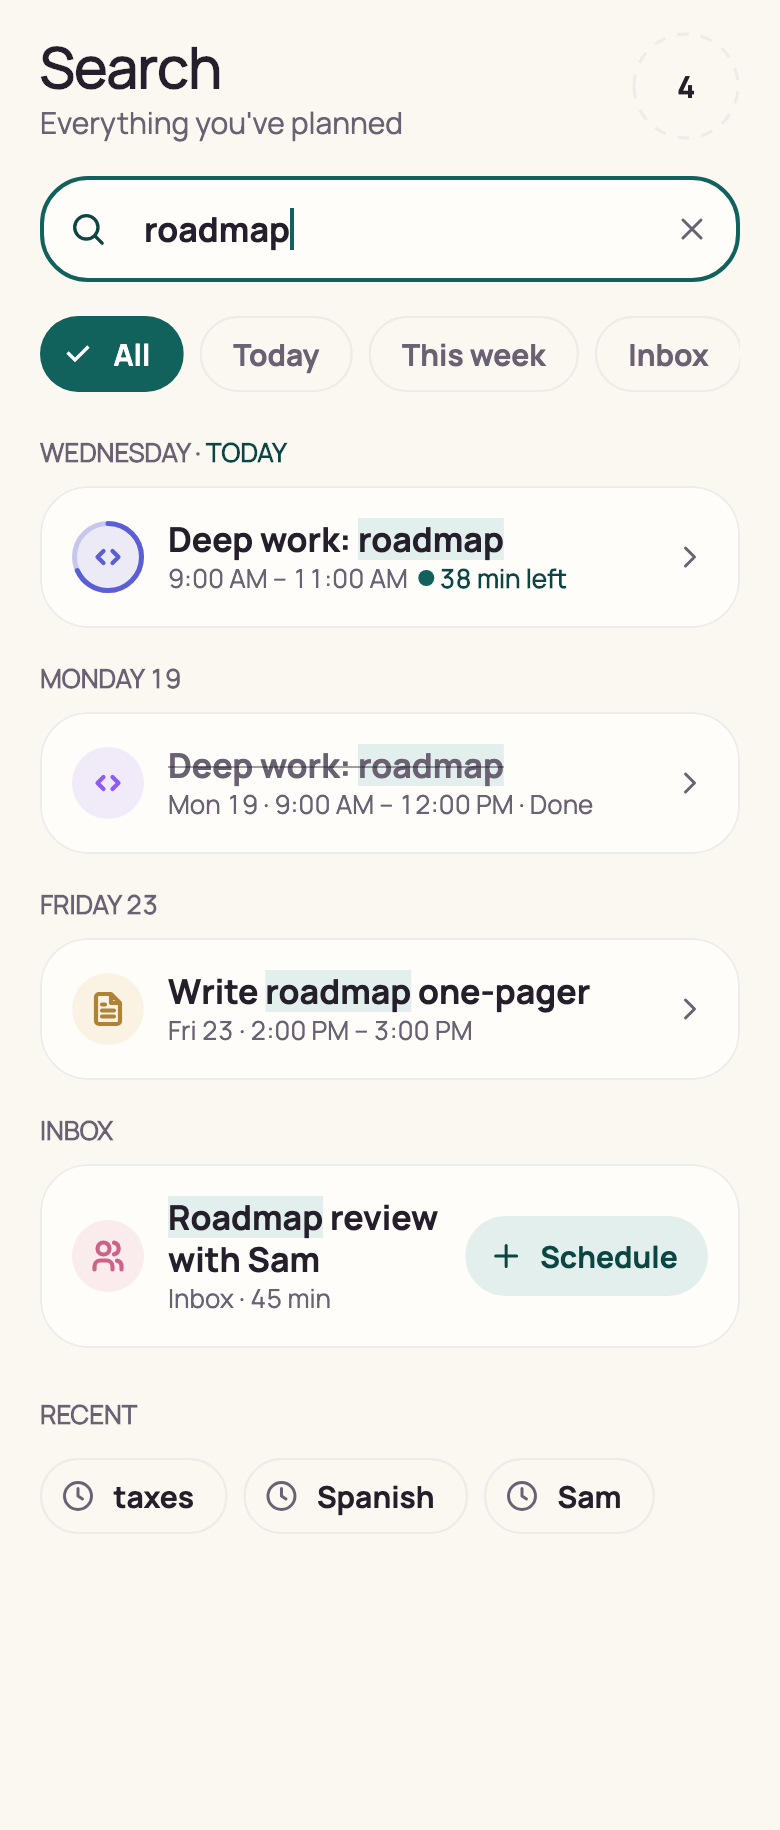 Search
4
Everything you've planned
roadmap
All
Today
This week
Inbox
WEDNESDAY · TODAY
Deep work: roadmap
9:00 AM – 11:00 AM ● 38 min left
MONDAY 19
Deep work: roadmap
Mon 19 · 9:00 AM – 12:00 PM · Done
FRIDAY 23
Write roadmap one-pager
Fri 23 · 2:00 PM – 3:00 PM
INBOX
Roadmap review
with Sam
Inbox · 45 min
Schedule
RECENT
taxes
Spanish
Sam